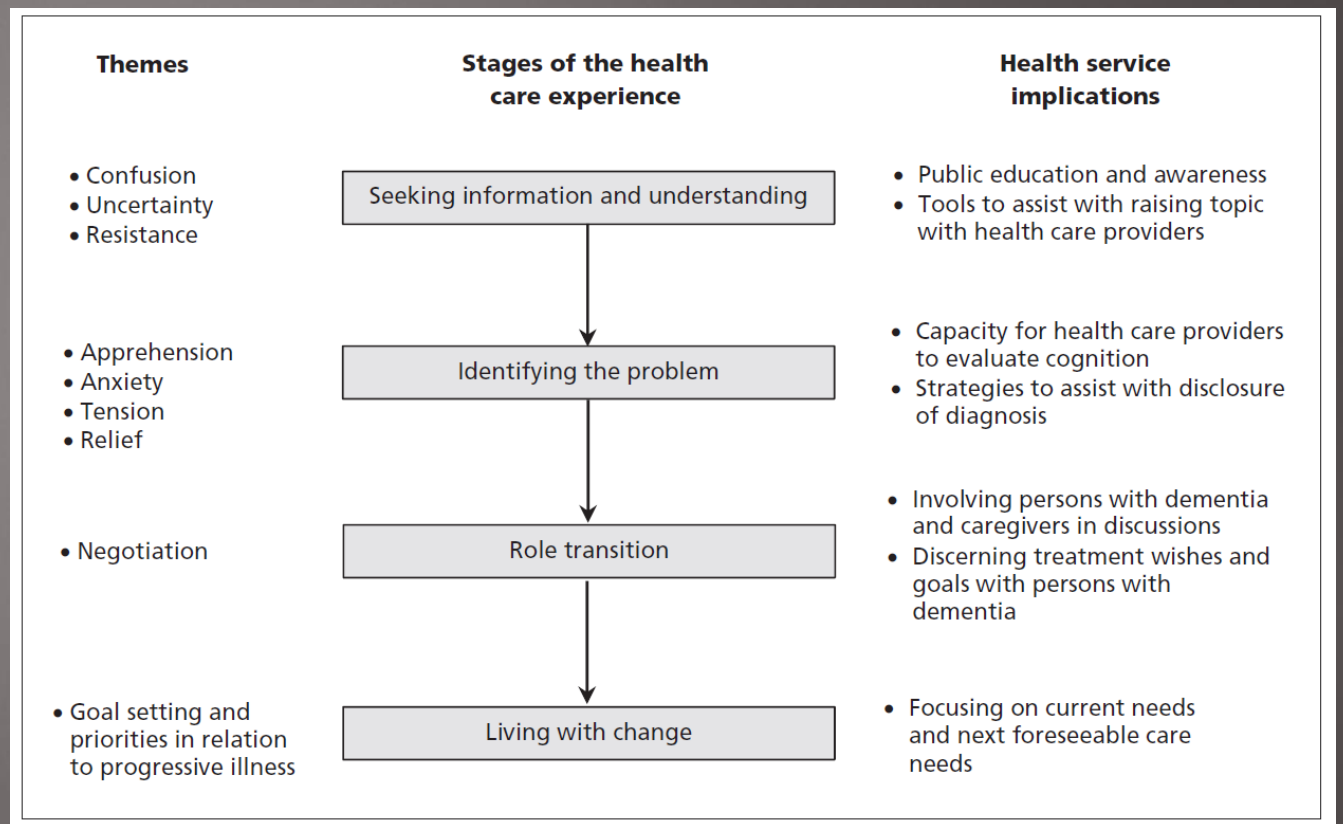 Themes
Stages of the health
care experience
Health service
implications
• Confusion
• Uncertainty
• Resistance
Seeking information and understanding
• Public education and awareness
• Tools to assist with raising topic
with health care providers
• Apprehension
• Anxiety
• Tension
• Relief
Identifying the problem
• Capacity for health care providers
to evaluate cognition
• Strategies to assist with disclosure
of diagnosis
• Negotiation
Role transition
• Involving persons with dementia
and caregivers in discussions
• Discerning treatment wishes and
goals with persons with
dementia
• Goal setting and
priorities in relation
to progressive illness
Living with change
• Focusing on current needs
and next foreseeable care
needs